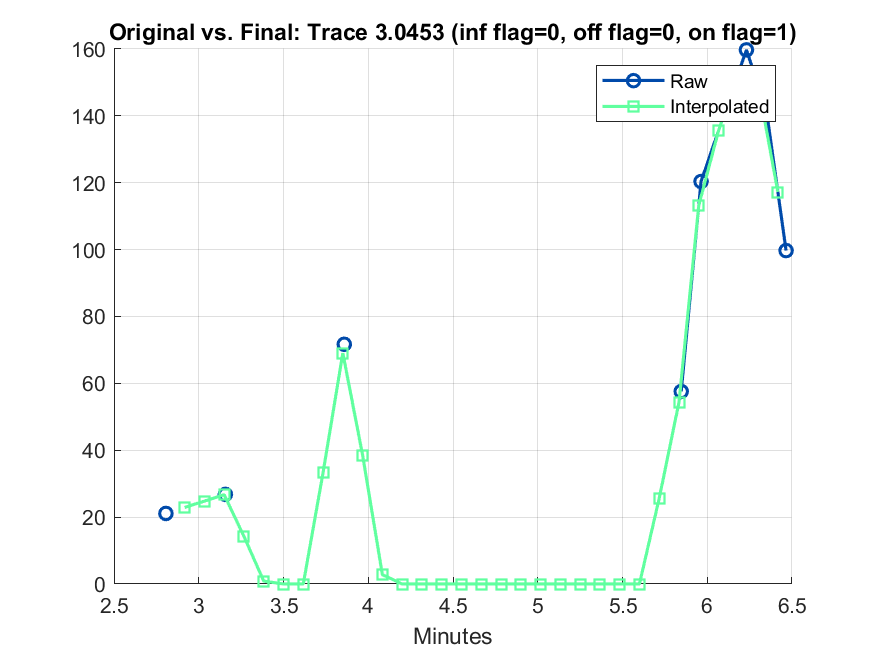 Original vs. Final: Trace 3.0453 (inf flag=0, off flag=0, on flag=1)
160
140
120
100
80
60
40
20
0
Raw
Interpolated
2.5 3 3.5 4 4.5 5 5.5 6 6.5
Minutes